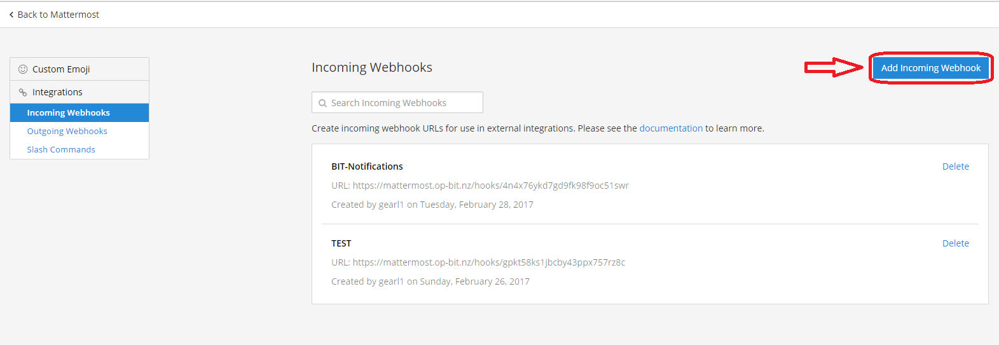 Back to Mattermost
Custom Emoji
Integrations
Incoming Webhooks
Outgoing Webhooks
Slash Commands
Incoming Webhooks
Add Incoming Webhook
Search Incoming Webhooks
Create incoming webhook URLs for use in external integrations. Please see the documentation to learn more.
BIT-Notifications
Delete
URL: https://mattermost.op-bit.nz/hooks/4n4x76ykd7gd9fk98f9oc51swr
Created by gearl1 on Tuesday, February 28, 2017
TEST
Delete
URL: https://mattermost.op-bit.nz/hooks/gpkt58ks1jbcby43ppx757rz8c
Created by gearl1 on Sunday, February 26, 2017